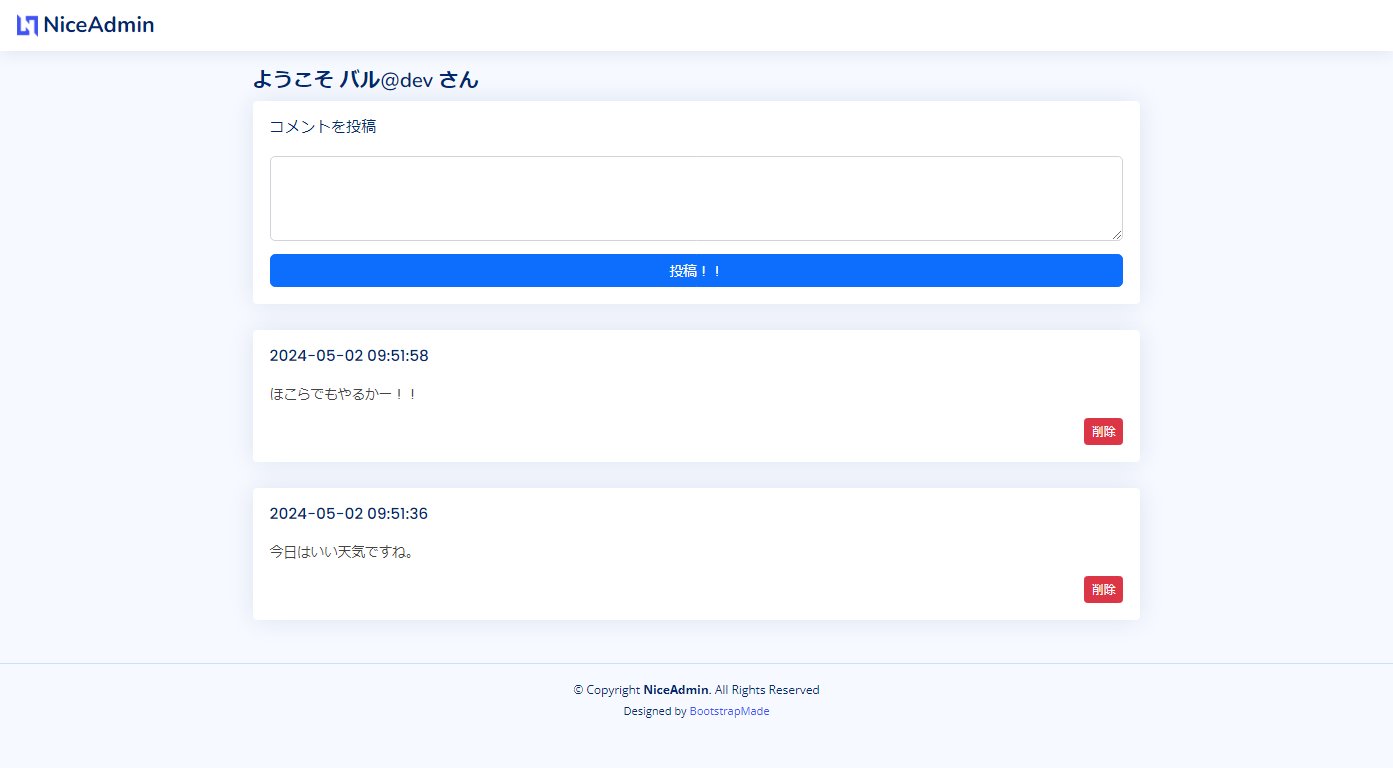 NiceAdmin
ようこそ バル@dev さん
コメントを投稿
投稿！！
2024-05-02 09:51:58
ほこらでもやるかー！！
削除
2024-05-02 09:51:36
今日はいい天気ですね。
削除
© Copyright NiceAdmin. All Rights Reserved
Designed by BootstrapMade